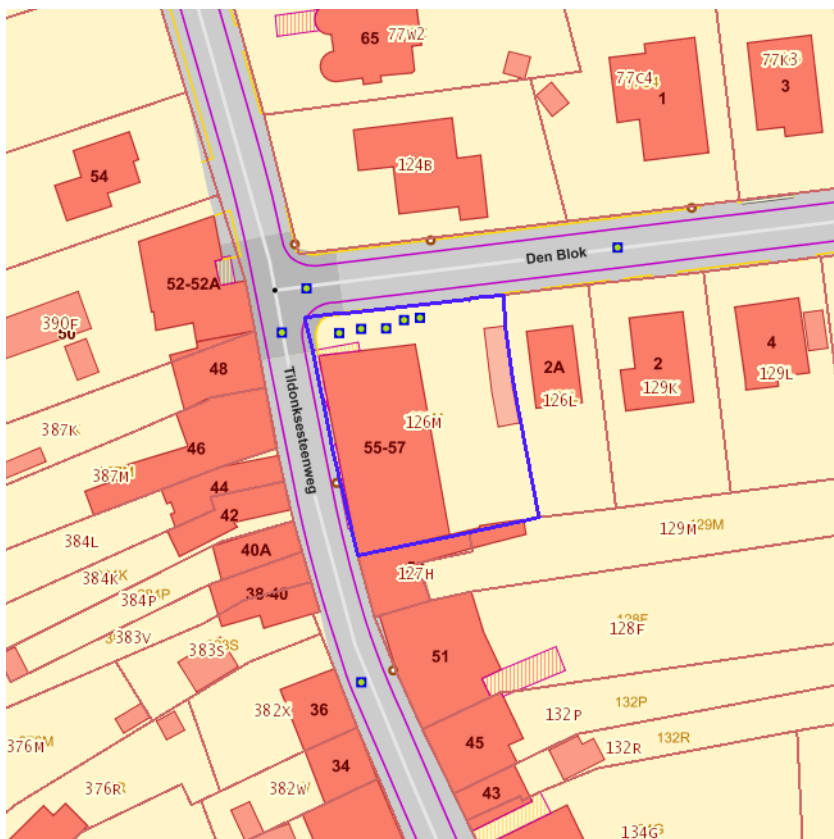 65
77W2
77C4
1
77K3
3
124B
54
Den Blok
52-52A
390F
50
48
2A
126L
2
129K
4
129L
Tildonksesteenweg
126M
55-57
387K
46
387M
44
42
384L
40A
384K
384P
38-40
383V
383S
127H
129M
129M
128F
51
382X
36
132P
132P
132R
132R
376M
45
34
376R
382W
43
134G